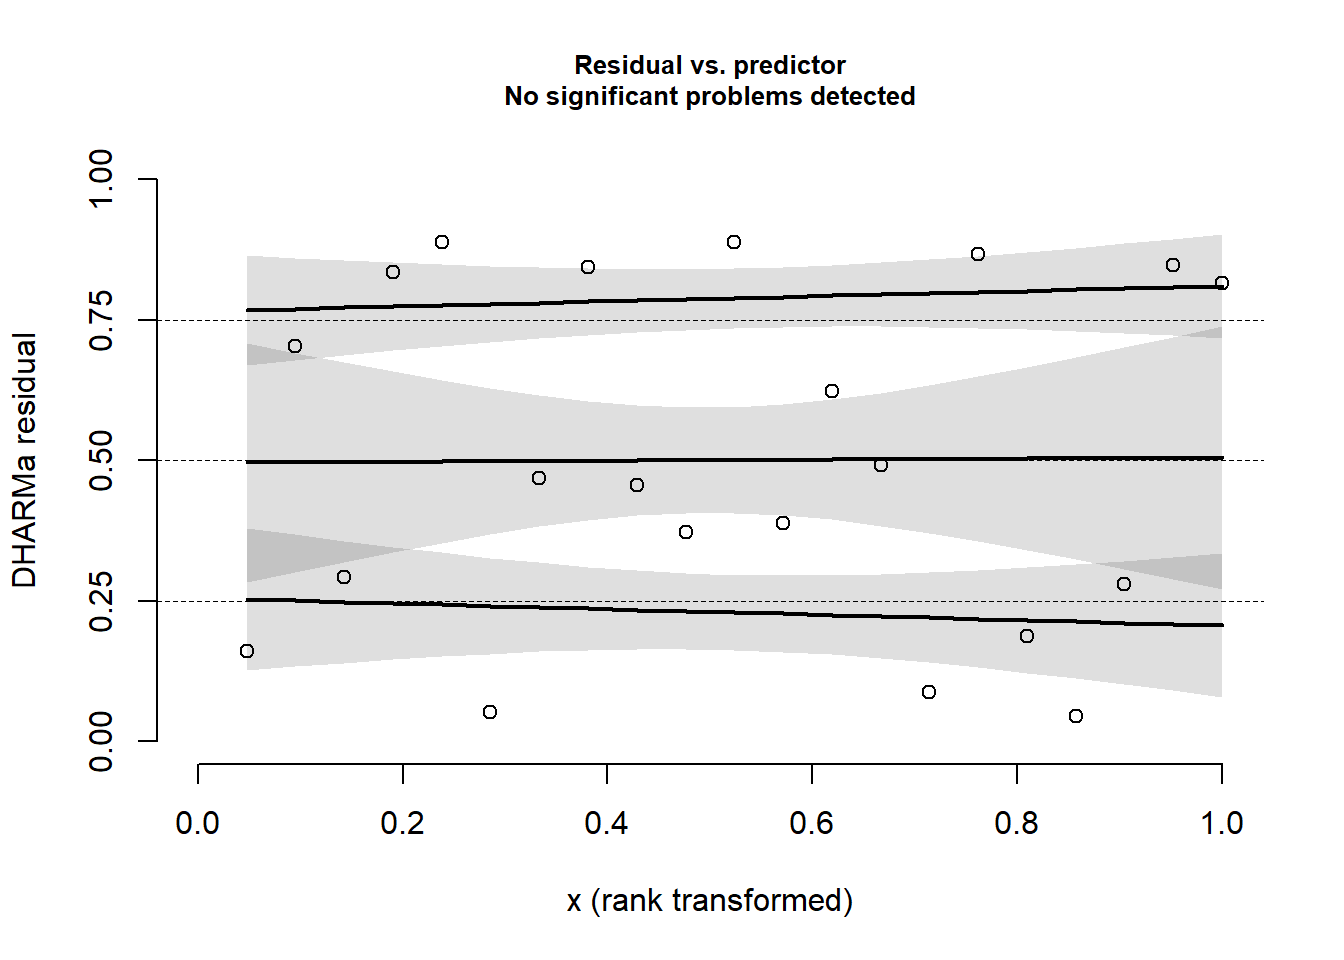 Residual vs. predictor
No significant problems detected
1.00
0.75
0.50
0.25
0.00
DHARMa residual
0.0 0.2 0.4 0.6 0.8 1.0
x (rank transformed)